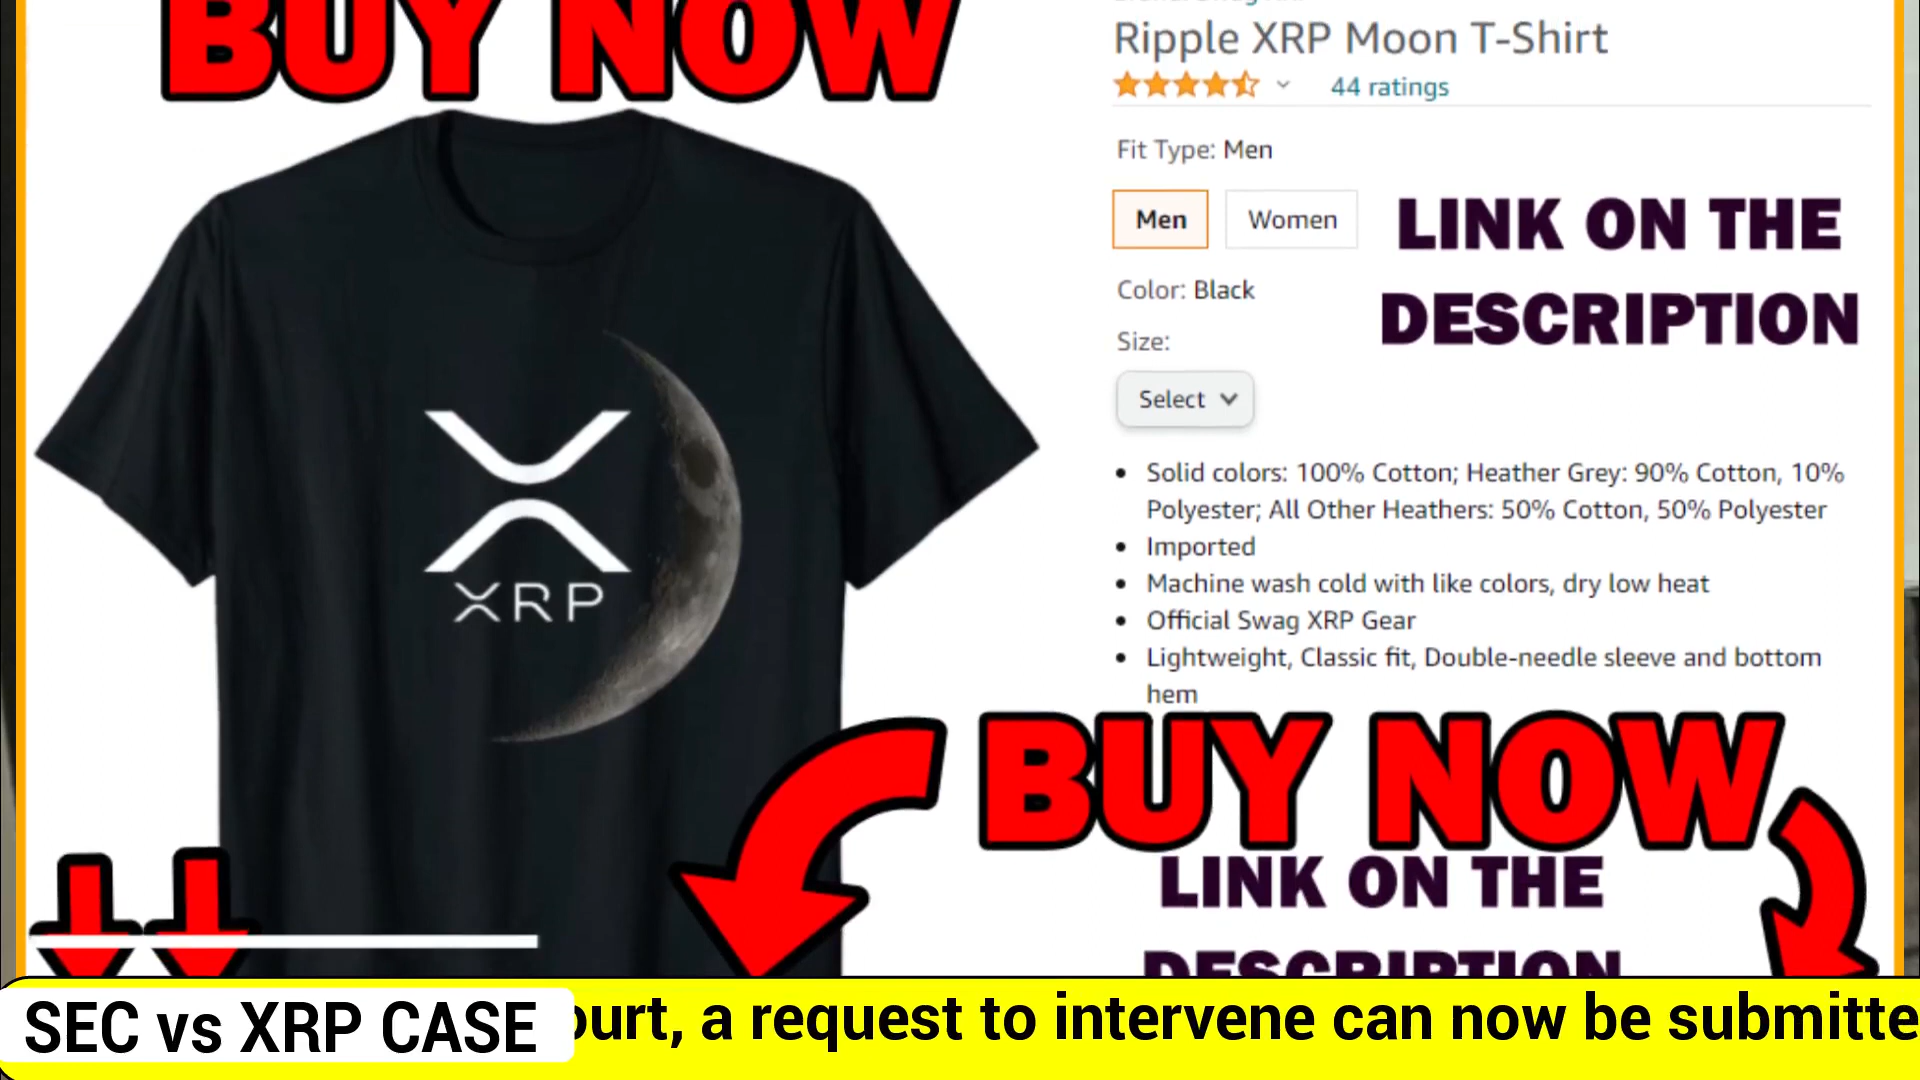 BUY NOW
Ripple XRP Moon T-Shirt
44 ratings
Fit Type: Men
Men
Women
LINK ON THE
DESCRIPTION
Color: Black
Size:
Select
Solid colors: 100% Cotton; Heather Grey: 90% Cotton, 10%
Polyester; All Other Heathers: 50% Cotton, 50% Polyester
Imported
Machine wash cold with like colors, dry low heat
Official Swag XRP Gear
Lightweight, Classic fit, Double-needle sleeve and bottom
hem
XRP
BUY NOW
LINK ON THE
DESCRIPTION
SEC vs XRP CASE
ourt, a request to intervene can now be submitte